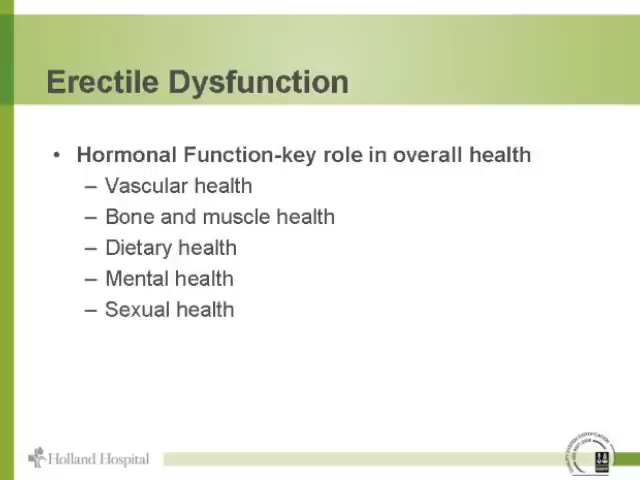 Erectile Dysfunction
• Hormonal Function-key role in overall health
– Vascular health
– Bone and muscle health
– Dietary health
– Mental health
– Sexual health
Holland Hospital